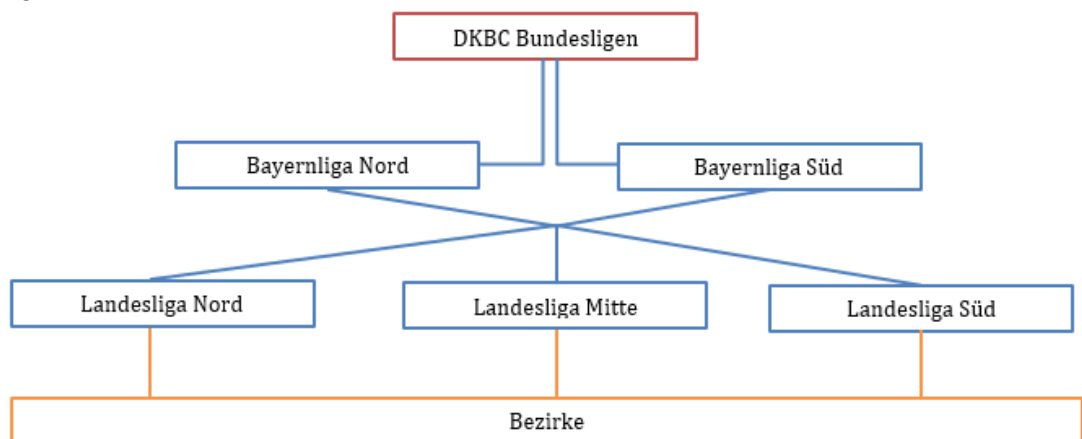 DKBC Bundesligen
Bayernliga Nord
Bayernliga Süd
Landesliga Nord
Landesliga Mitte
Landesliga Süd
Bezirke